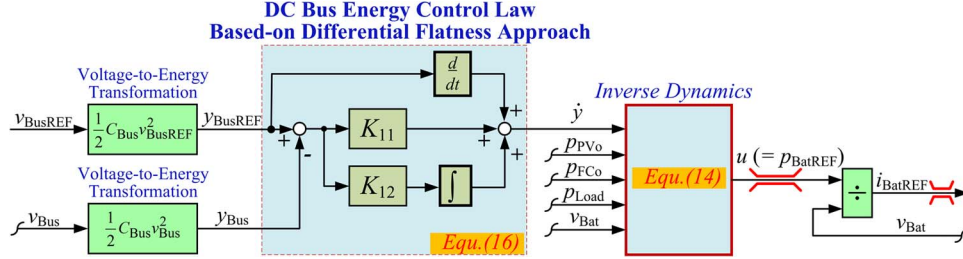 DC Bus Energy Control Law
Based-on Differential Flatness Approach
Voltage-to-Energy
Transformation
v_BusREF
1/2 C_Bus v²_BusREF
y_BusREF
+
-
d/dt
K₁₁
K₁₂
∫
+
+
+
Equ.(16)
Voltage-to-Energy
Transformation
v_Bus
1/2 C_Bus v²_Bus
y_Bus
Inverse Dynamics
ẏ
p_PVo
p_FCo
p_Load
v_Bat
Equ.(14)
u (= p_BatREF)
÷
i_BatREF
v_Bat